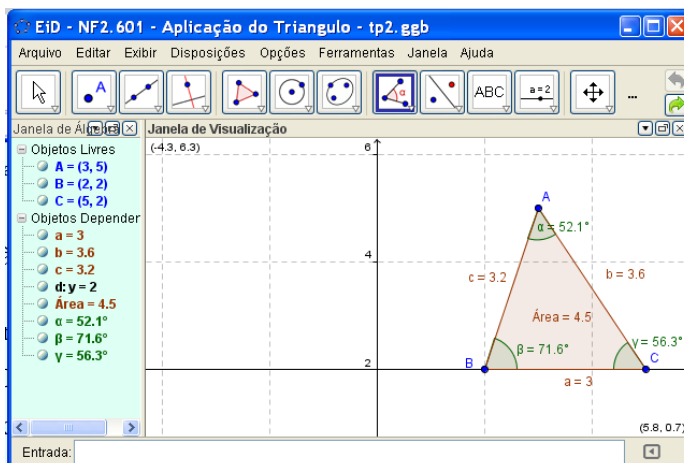 EiD - NF2.601 - Aplicação do Triangulo - tp2.ggb
Arquivo Editar Exibir Disposições Opções Ferramentas Janela Ajuda
A
α
ABC
a=2
...
Janela de Álge
Janela de Visualização
Objetos Livres
A = (3, 5)
B = (2, 2)
C = (5, 2)
Objetos Depender
a = 3
b = 3.6
c = 3.2
d: y = 2
Área = 4.5
α = 52.1°
β = 71.6°
γ = 56.3°
(-4.3, 6.3)
6
A
α = 52.1°
4
c = 3.2
b = 3.6
Área = 4.5
β = 71.6°
γ = 56.3°
2
B
C
a = 3
(5.8, 0.7)
Entrada: